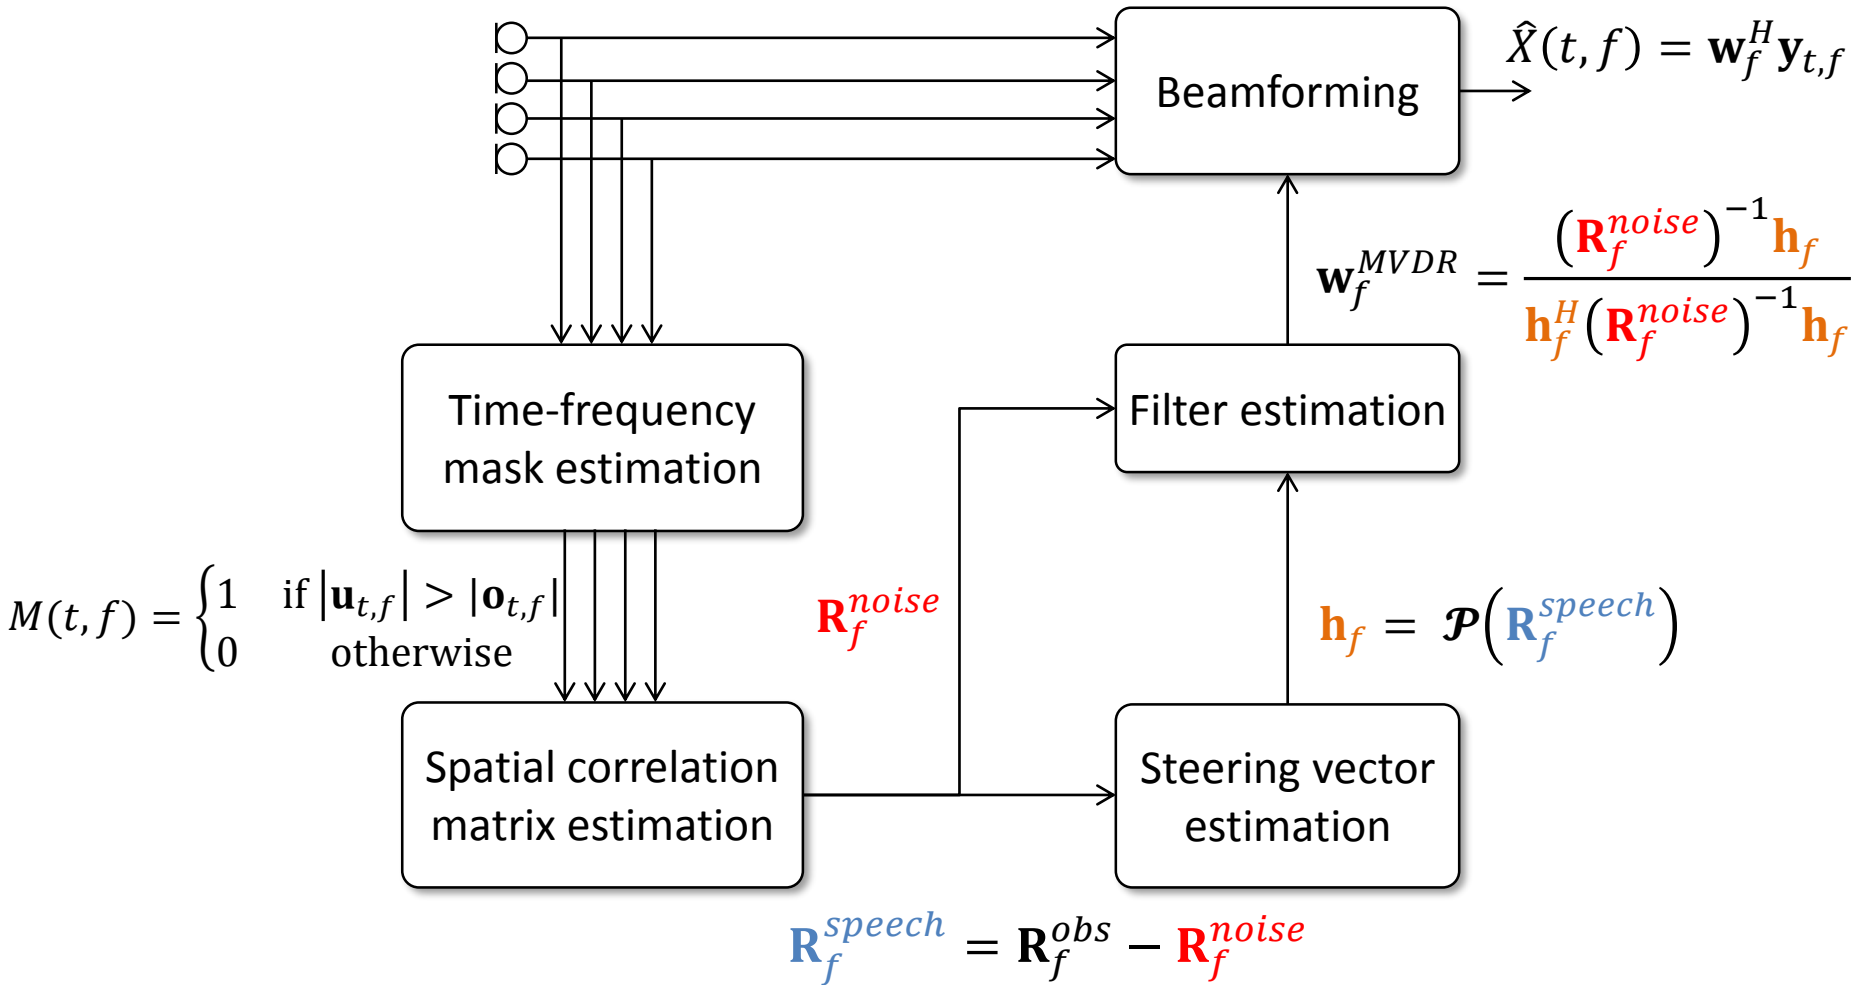 Beamforming
X̂(t, f) = w_f^H y_{t,f}
w_f^{MVDR} = (R_f^{noise})^{-1} h_f / h_f^H (R_f^{noise})^{-1} h_f
Time-frequency
mask estimation
Filter estimation
M(t, f) = { 1 if |u_{t,f}| > |o_{t,f}|
0 otherwise
R_f^{noise}
h_f = 𝓟(R_f^{speech})
Spatial correlation
matrix estimation
Steering vector
estimation
R_f^{speech} = R_f^{obs} − R_f^{noise}